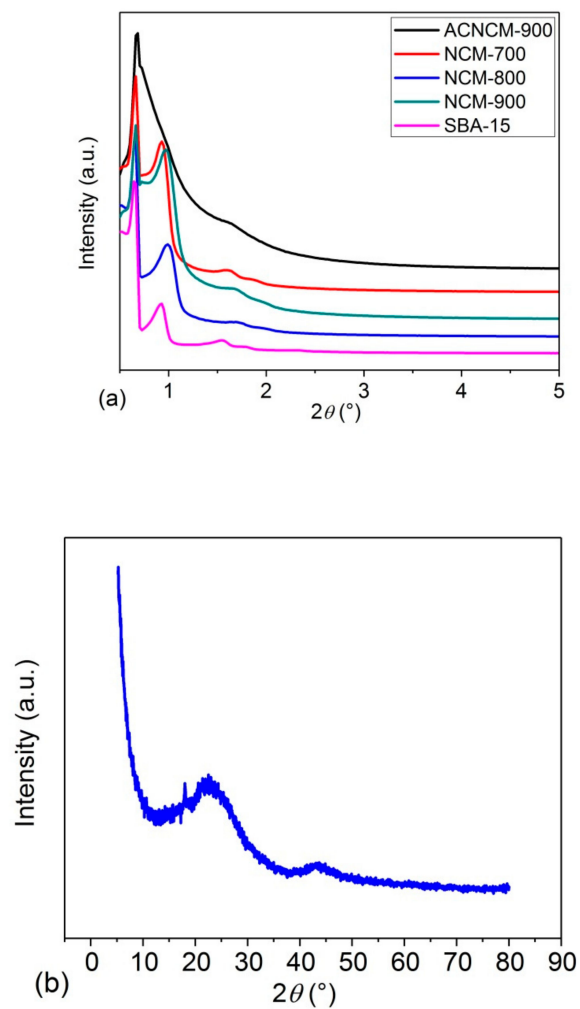 ACNCM-900
NCM-700
NCM-800
NCM-900
SBA-15
Intensity (a.u.)
1 2 3 4 5
(a)
2θ (°)
Intensity (a.u.)
0 10 20 30 40 50 60 70 80 90
(b)
2θ (°)